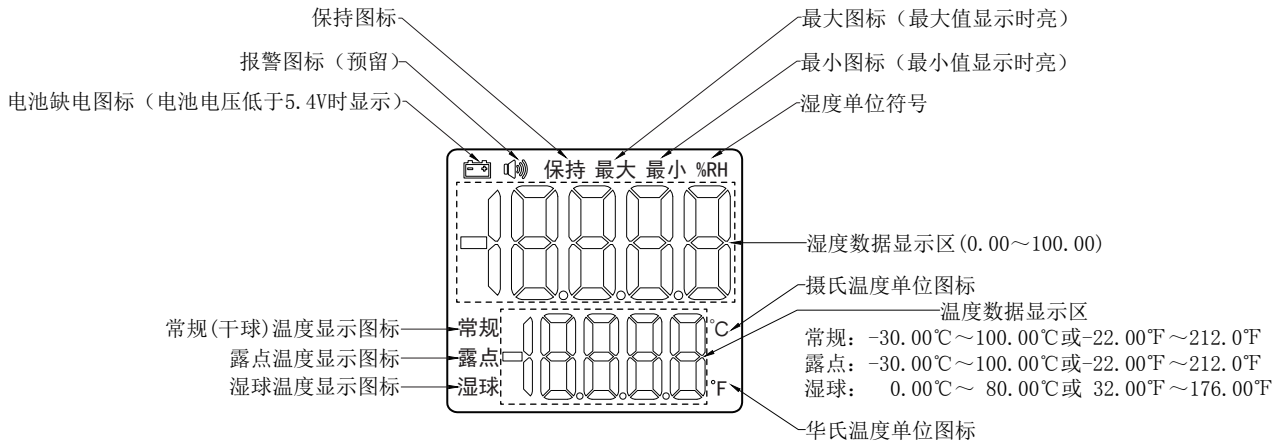 保持图标
最大图标（最大值显示时亮）
报警图标（预留）
最小图标（最小值显示时亮）
电池缺电图标（电池电压低于5.4V时显示）
湿度单位符号
保持 最大 最小 %RH
-18.8.8.8
湿度数据显示区(0.00～100.00)
摄氏温度单位图标
温度数据显示区
常规(干球)温度显示图标
常规
℃
常规：-30.00℃～100.00℃或-22.00℉～212.0℉
露点温度显示图标
露点
-18.8.8.8
露点：-30.00℃～100.00℃或-22.00℉～212.0℉
湿球温度显示图标
湿球
℉
湿球： 0.00℃～ 80.00℃或 32.00℉～176.00℉
华氏温度单位图标